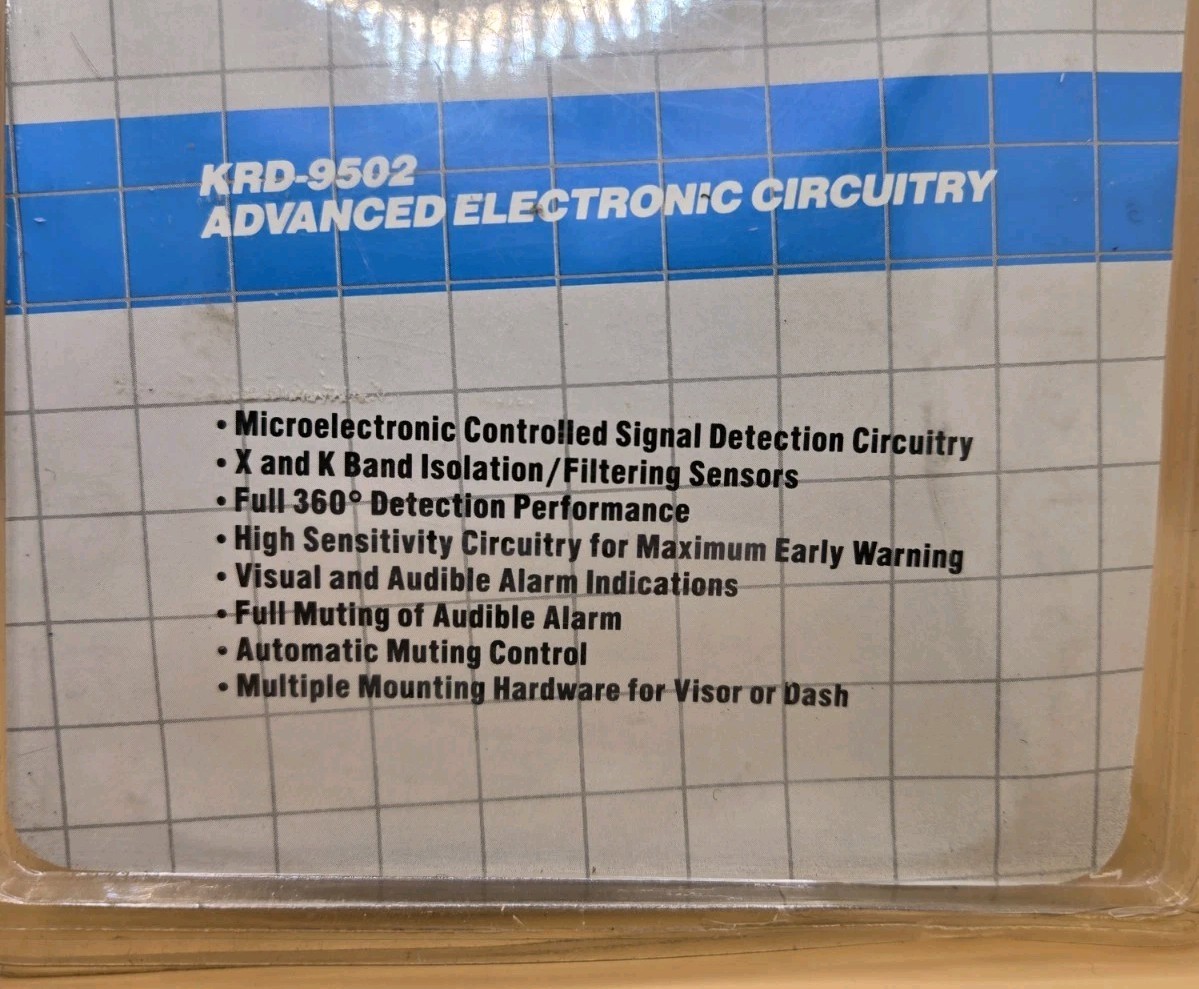 KRD-9502
ADVANCED ELECTRONIC CIRCUITRY
• Microelectronic Controlled Signal Detection Circuitry
• X and K Band Isolation/Filtering Sensors
• Full 360° Detection Performance
• High Sensitivity Circuitry for Maximum Early Warning
• Visual and Audible Alarm Indications
• Full Muting of Audible Alarm
• Automatic Muting Control
• Multiple Mounting Hardware for Visor or Dash